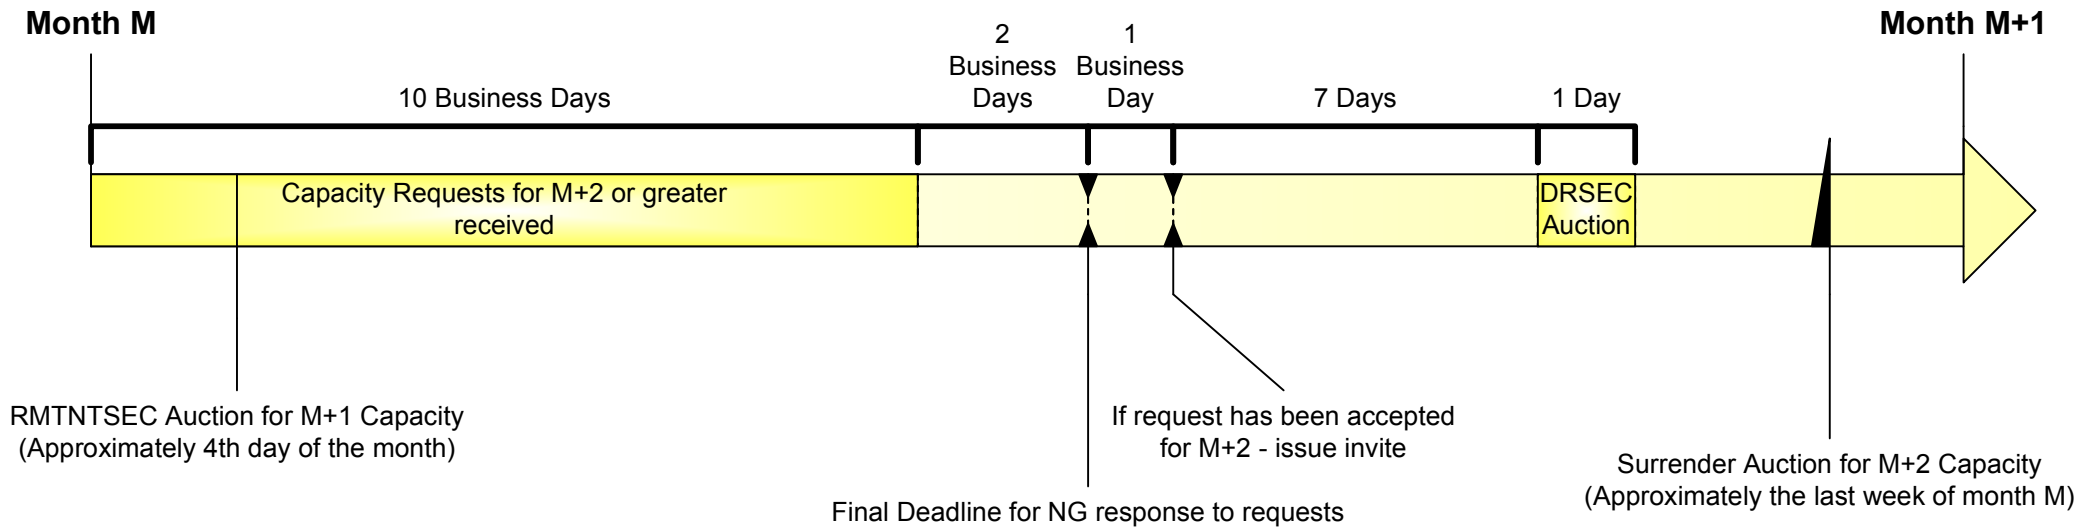 Month M
Month M+1
10 Business Days
2
Business
Days
1
Business
Day
7 Days
1 Day
Capacity Requests for M+2 or greater
received
DRSEC
Auction
RMTNTSEC Auction for M+1 Capacity
(Approximately 4th day of the month)
If request has been accepted
for M+2 - issue invite
Final Deadline for NG response to requests
Surrender Auction for M+2 Capacity
(Approximately the last week of month M)